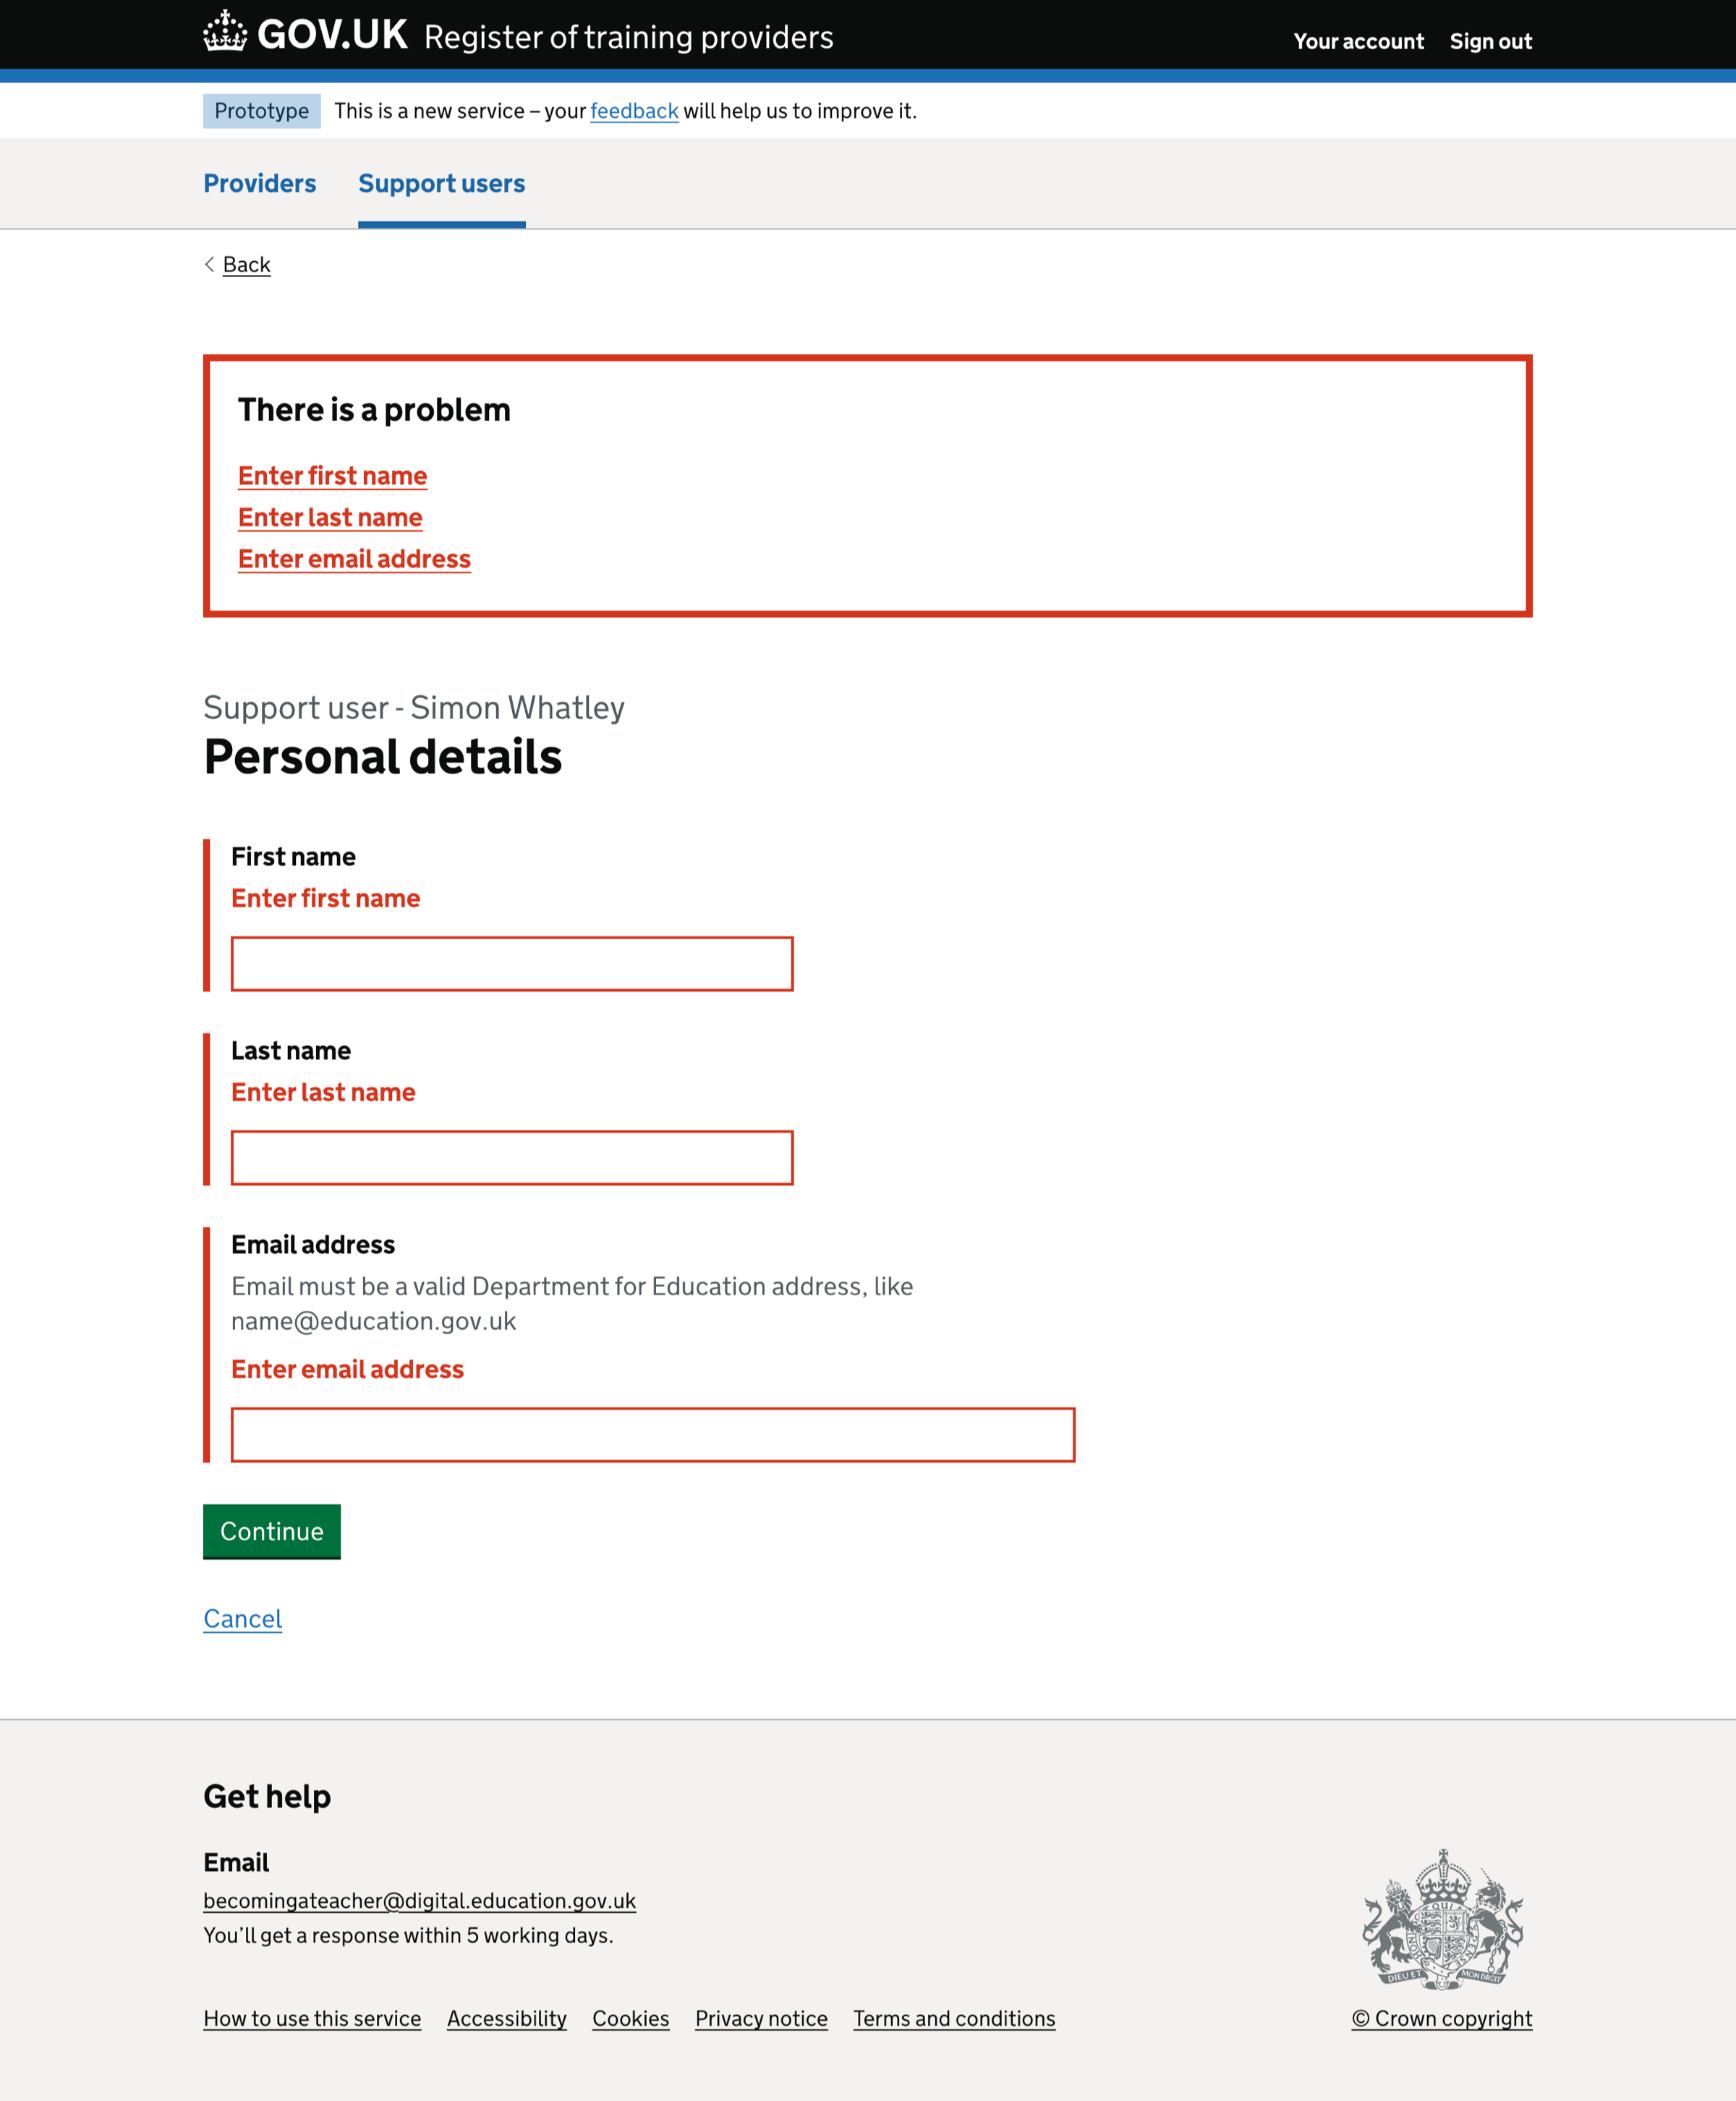 GOV.UK Register of training providers
Your account Sign out
Prototype This is a new service – your feedback will help us to improve it.
Providers Support users
Back
There is a problem
Enter first name
Enter last name
Enter email address
Support user - Simon Whatley
Personal details
First name
Enter first name
Last name
Enter last name
Email address
Email must be a valid Department for Education address, like
name@education.gov.uk
Enter email address
Continue
Cancel
Get help
Email
becomingateacher@digital.education.gov.uk
You’ll get a response within 5 working days.
DIEU ET MON DROIT
How to use this service Accessibility Cookies Privacy notice Terms and conditions
© Crown copyright